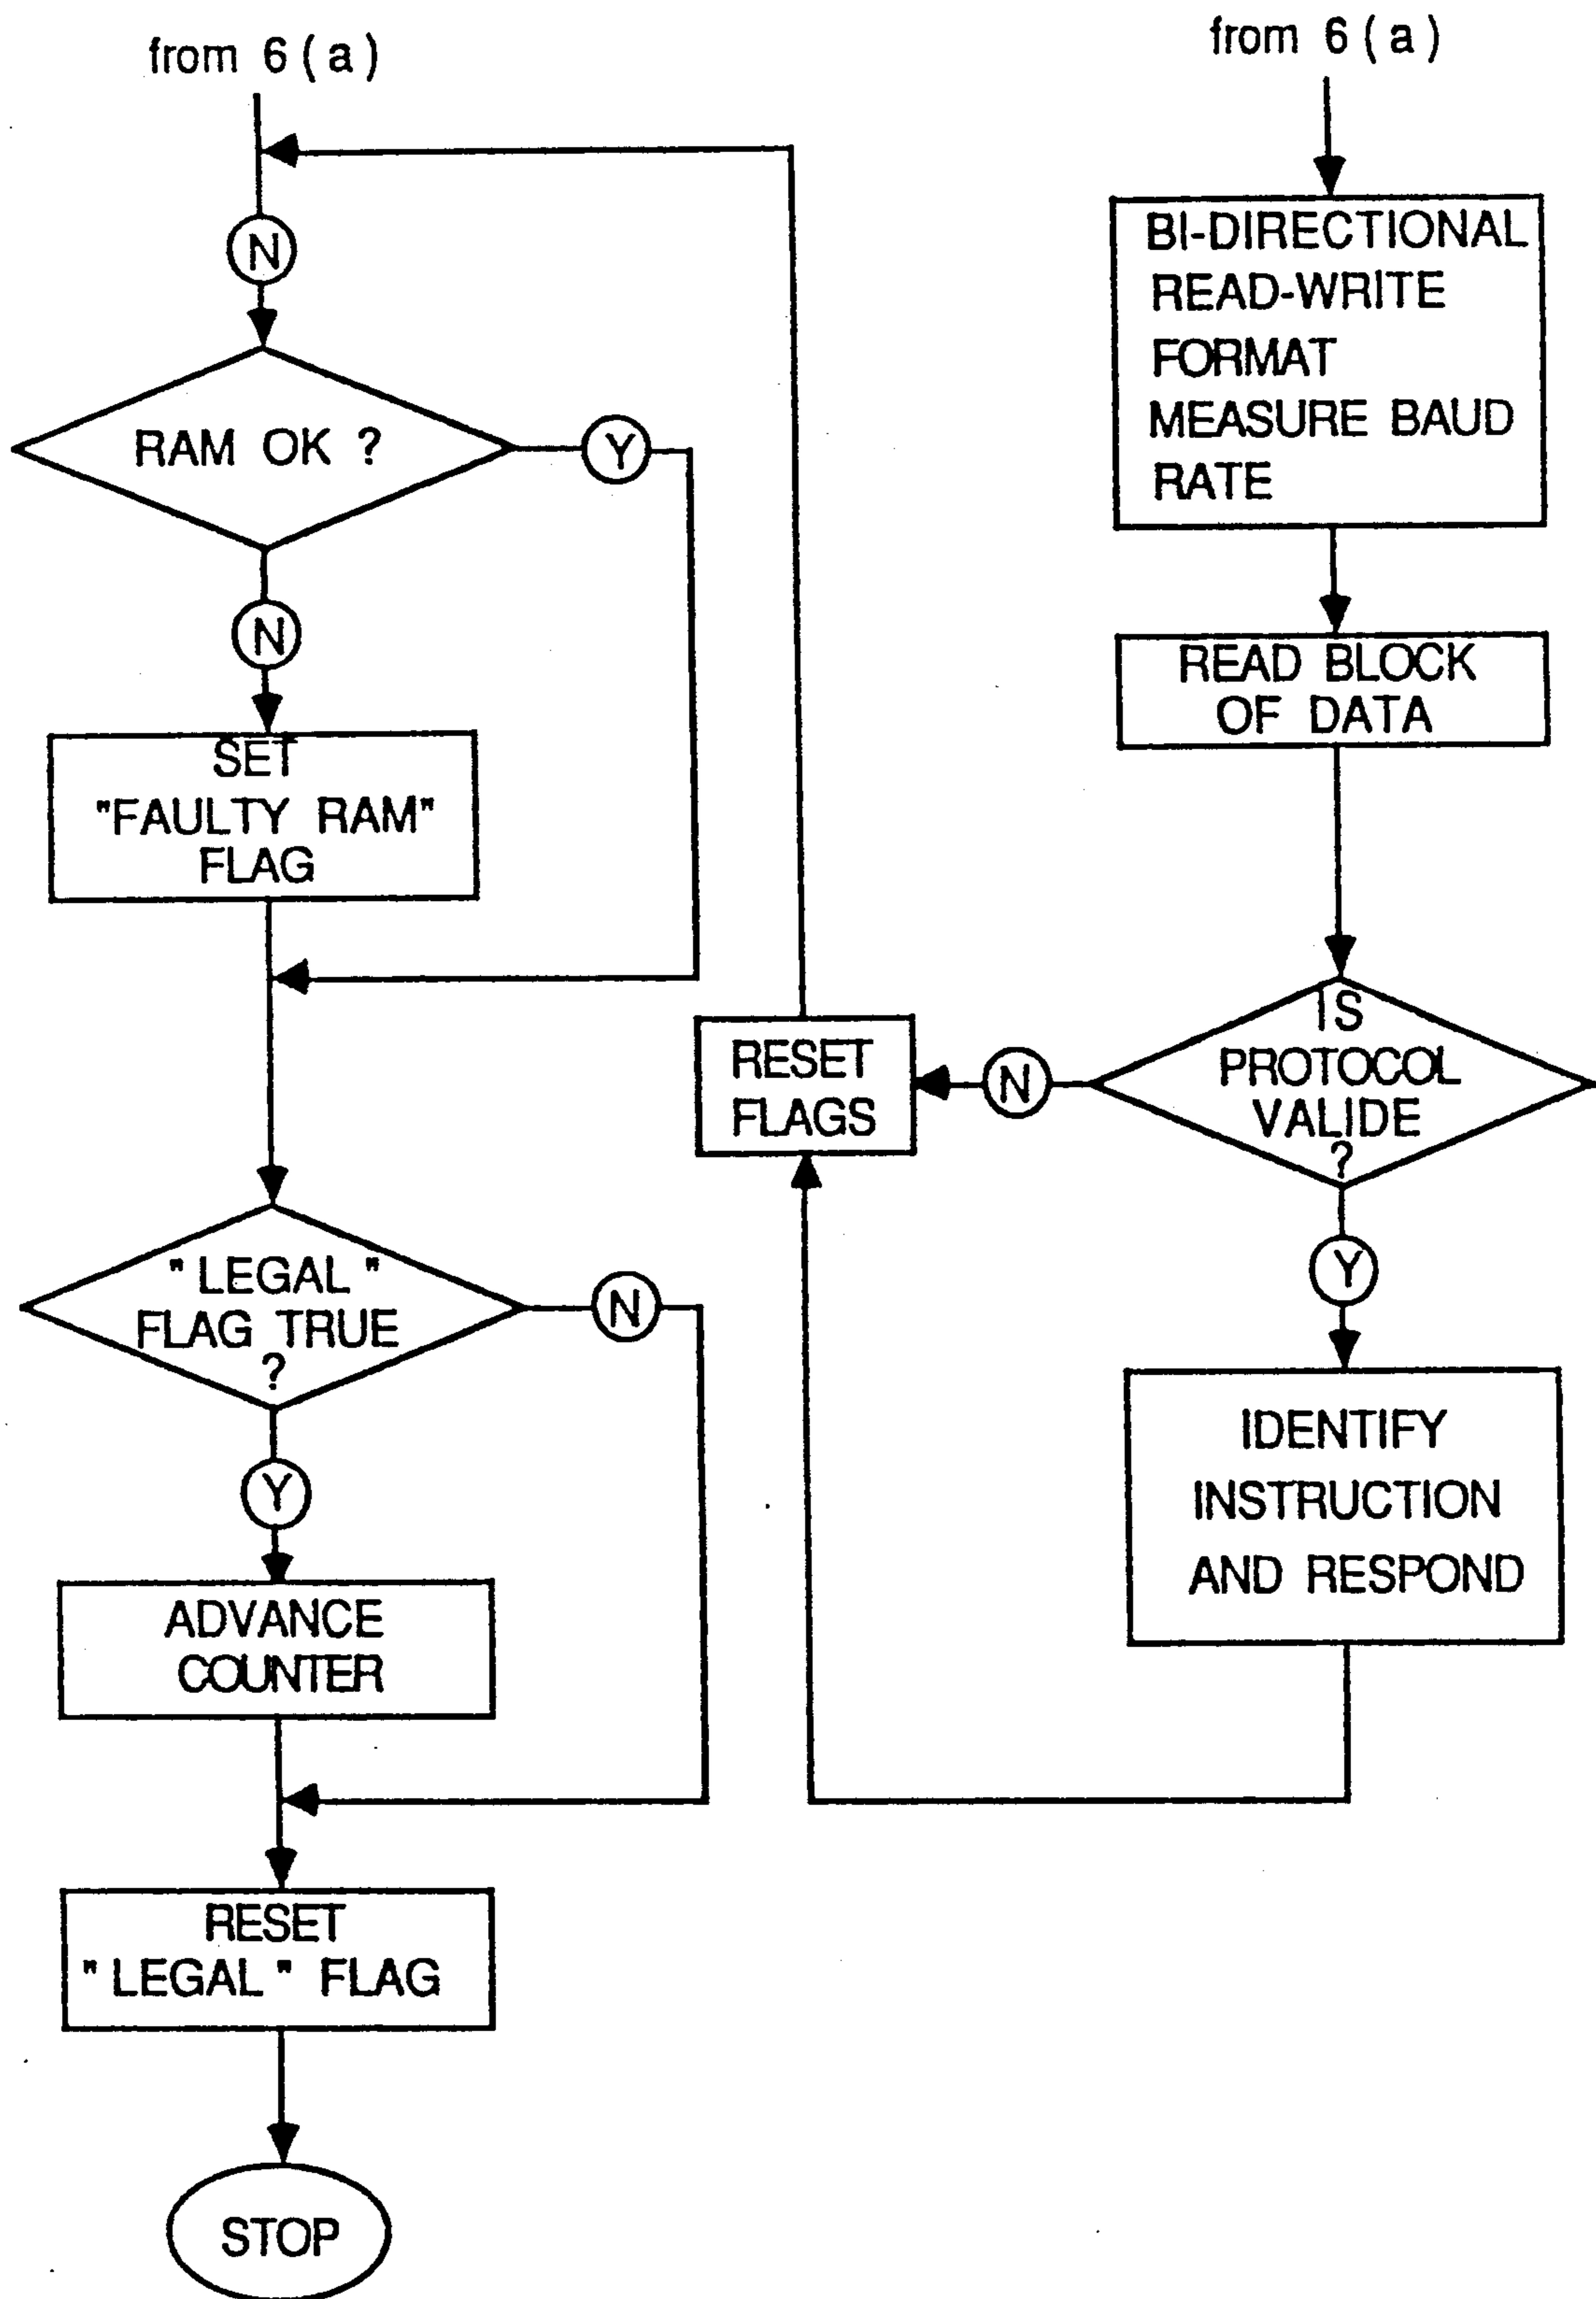 from 6 (a)
N
RAM OK ?
Y
N
SET
"FAULTY RAM"
FLAG
"LEGAL"
FLAG TRUE
?
N
Y
ADVANCE
COUNTER
RESET
"LEGAL" FLAG
STOP
from 6 (a)
BI-DIRECTIONAL
READ-WRITE
FORMAT
MEASURE BAUD
RATE
READ BLOCK
OF DATA
IS
PROTOCOL
VALIDE
?
N
RESET
FLAGS
Y
IDENTIFY
INSTRUCTION
AND RESPOND